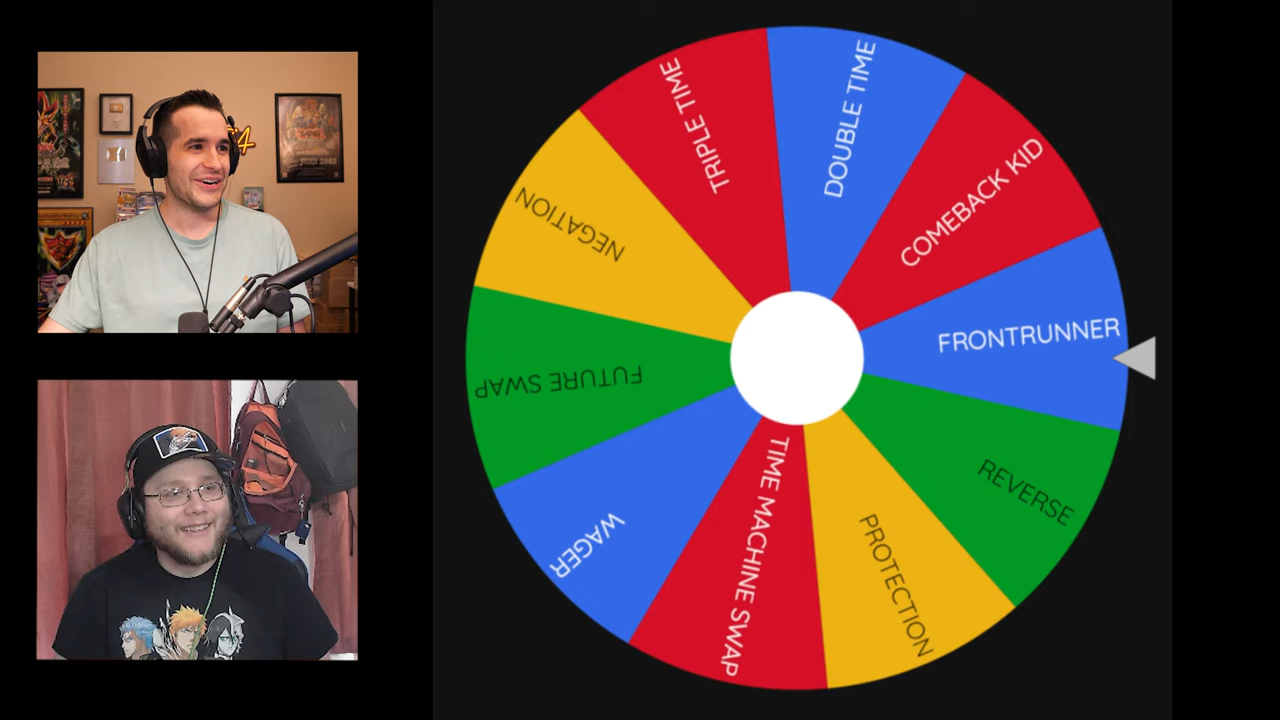 TRIPLE TIME
DOUBLE TIME
COMEBACK KID
FRONTRUNNER
REVERSE
PROTECTION
TIME MACHINE SWAP
WAGER
FUTURE SWAP
NEGATION